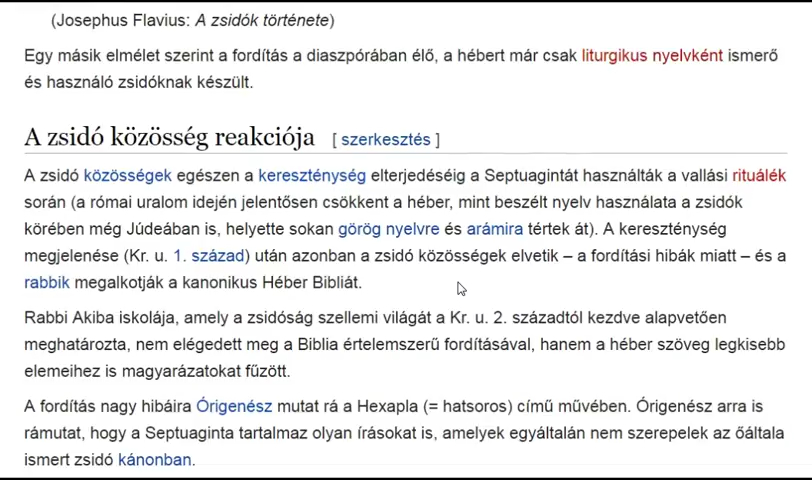 (Josephus Flavius: A zsidók története)
Egy másik elmélet szerint a fordítás a diaszpórában élő, a hébert már csak liturgikus nyelvként ismerő
és használó zsidóknak készült.
A zsidó közösség reakciója [ szerkesztés ]
A zsidó közösségek egészen a kereszténység elterjedéséig a Septuagintát használták a vallási rituálék
során (a római uralom idején jelentősen csökkent a héber, mint beszélt nyelv használata a zsidók
körében még Júdeában is, helyette sokan görög nyelvre és arámira tértek át). A kereszténység
megjelenése (Kr. u. 1. század) után azonban a zsidó közösségek elvetik – a fordítási hibák miatt – és a
rabbik megalkotják a kanonikus Héber Bibliát.
Rabbi Akiba iskolája, amely a zsidóság szellemi világát a Kr. u. 2. századtól kezdve alapvetően
meghatározta, nem elégedett meg a Biblia értelemszerű fordításával, hanem a héber szöveg legkisebb
elemeihez is magyarázatokat fűzött.
A fordítás nagy hibáira Órigenész mutat rá a Hexapla (= hatsoros) című művében. Órigenész arra is
rámutat, hogy a Septuaginta tartalmaz olyan írásokat is, amelyek egyáltalán nem szerepelek az őáltala
ismert zsidó kánonban.